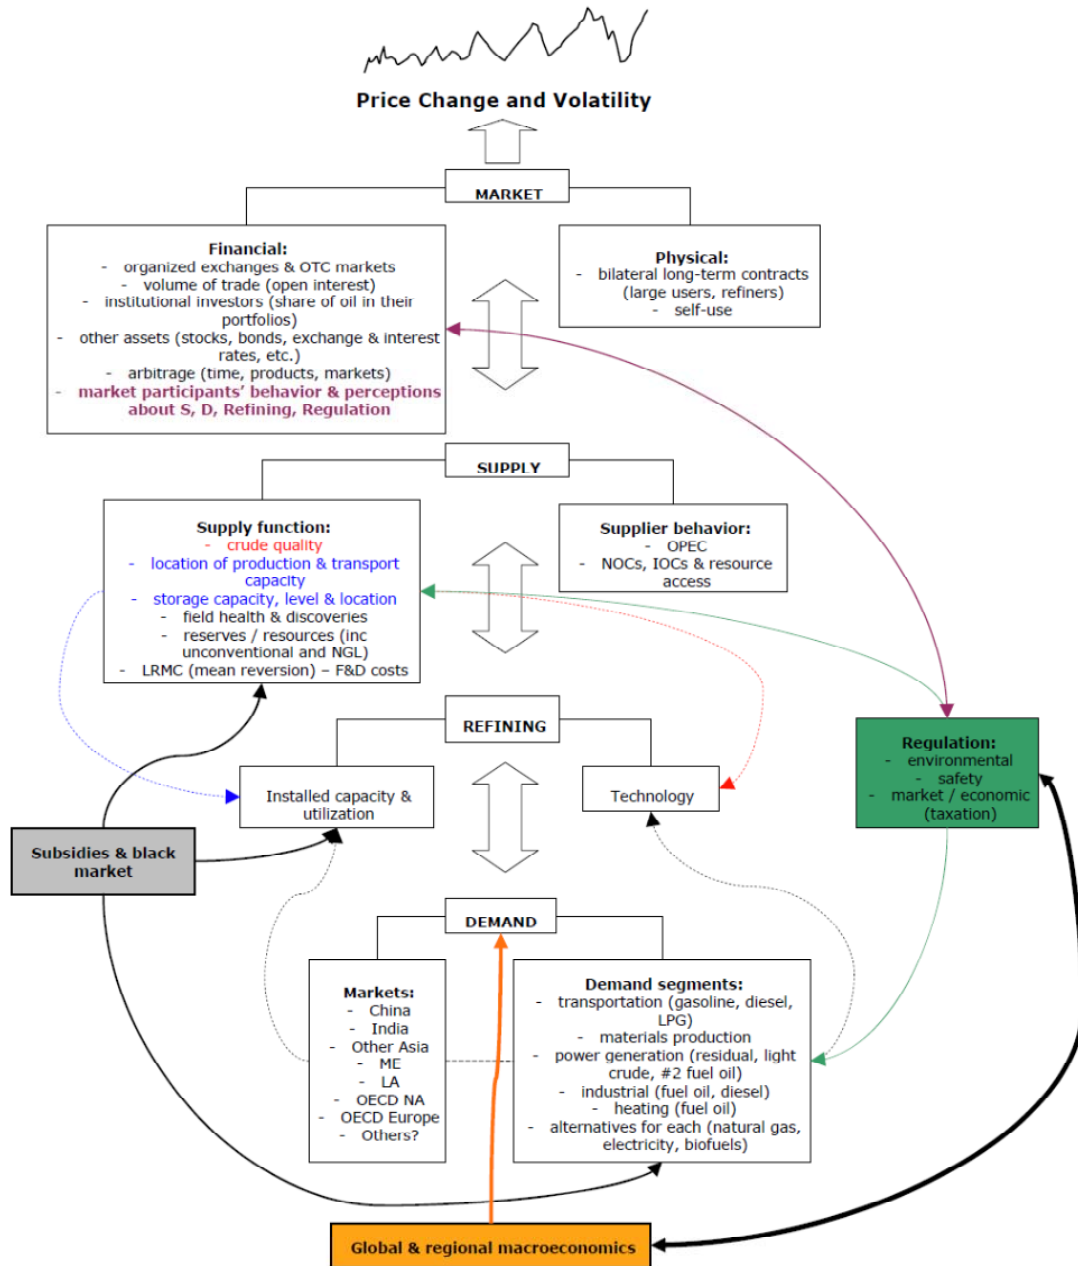 Price Change and Volatility
MARKET
Financial:
- organized exchanges & OTC markets
- volume of trade (open interest)
- institutional investors (share of oil in their
portfolios)
- other assets (stocks, bonds, exchange & interest
rates, etc.)
- arbitrage (time, products, markets)
- market participants' behavior & perceptions
about S, D, Refining, Regulation
Physical:
- bilateral long-term contracts
(large users, refiners)
- self-use
SUPPLY
Supply function:
- crude quality
- location of production & transport
capacity
- storage capacity, level & location
- field health & discoveries
- reserves / resources (inc
unconventional and NGL)
- LRMC (mean reversion) – F&D costs
Supplier behavior:
- OPEC
- NOCs, IOCs & resource
access
REFINING
Installed capacity &
utilization
Technology
Regulation:
- environmental
- safety
- market / economic
(taxation)
Subsidies & black
market
DEMAND
Markets:
- China
- India
- Other Asia
- ME
- LA
- OECD NA
- OECD Europe
- Others?
Demand segments:
- transportation (gasoline, diesel,
LPG)
- materials production
- power generation (residual, light
crude, #2 fuel oil)
- industrial (fuel oil, diesel)
- heating (fuel oil)
- alternatives for each (natural gas,
electricity, biofuels)
Global & regional macroeconomics